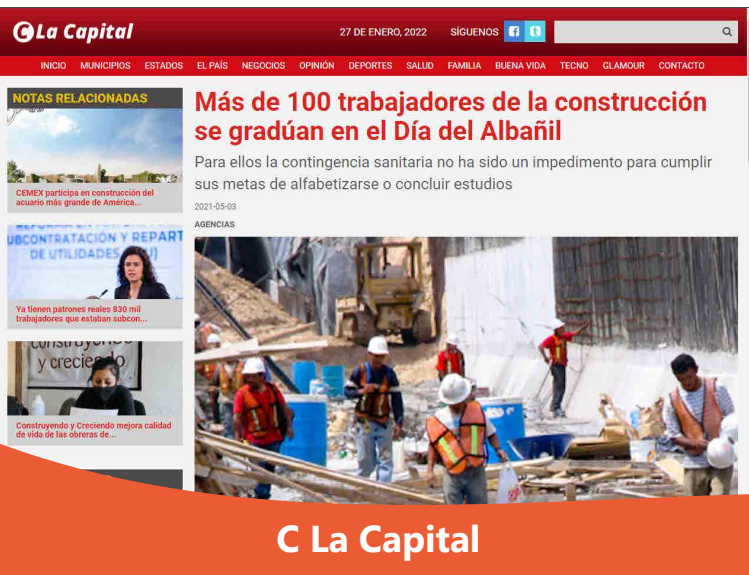 La Capital
27 DE ENERO, 2022 SÍGUENOS
INICIO MUNICIPIOS ESTADOS EL PAÍS NEGOCIOS OPINIÓN DEPORTES SALUD FAMILIA BUENA VIDA TECNO GLAMOUR CONTACTO
NOTAS RELACIONADAS
CEMEX participa en construcción del
acuario más grande de América...
UBCONTRATACIÓN Y REPART
DE UTILIDADES
Ya tienen patrones reales 830 mil
trabajadores que estaban subcon...
construyendo
y creciendo
Construyendo y Creciendo mejora calidad
de vida de las obreras de...
Más de 100 trabajadores de la construcción
se gradúan en el Día del Albañil
Para ellos la contingencia sanitaria no ha sido un impedimento para cumplir
sus metas de alfabetizarse o concluir estudios
2021-05-03
AGENCIAS
C La Capital